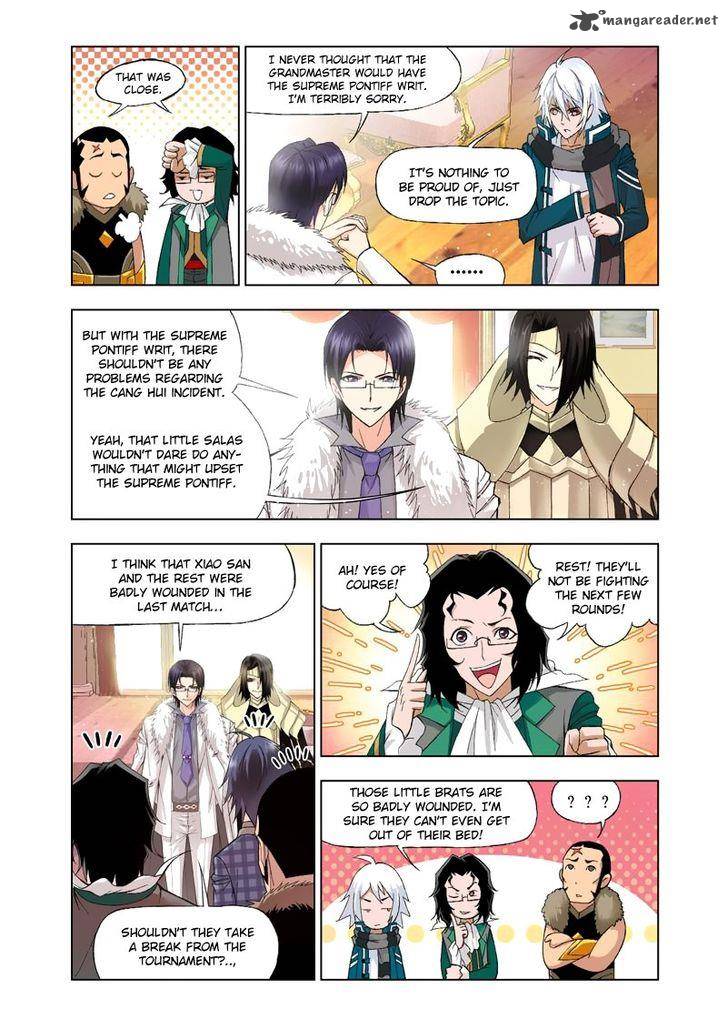 mangareader.net
THAT WAS
CLOSE.
I NEVER THOUGHT THAT THE
GRANDMASTER WOULD HAVE
THE SUPREME PONTIFF WRIT.
I'M TERRIBLY SORRY.
IT'S NOTHING
TO BE PROUD OF, JUST
DROP THE TOPIC.
......
BUT WITH THE SUPREME
PONTIFF WRIT, THERE
SHOULDN'T BE ANY
PROBLEMS REGARDING
THE CANG HUI INCIDENT.
YEAH, THAT LITTLE SALAS
WOULDN'T DARE DO ANY-
THING THAT MIGHT UPSET
THE SUPREME PONTIFF.
I THINK THAT XIAO SAN
AND THE REST WERE
BADLY WOUNDED IN THE
LAST MATCH...
SHOULDN'T THEY TAKE
A BREAK FROM THE
TOURNAMENT?..,
AH! YES OF
COURSE!
REST! THEY'LL
NOT BE FIGHTING
THE NEXT FEW
ROUNDS!
THOSE LITTLE BRATS ARE
SO BADLY WOUNDED. I'M
SURE THEY CAN'T EVEN GET
OUT OF THEIR BED!
? ? ?